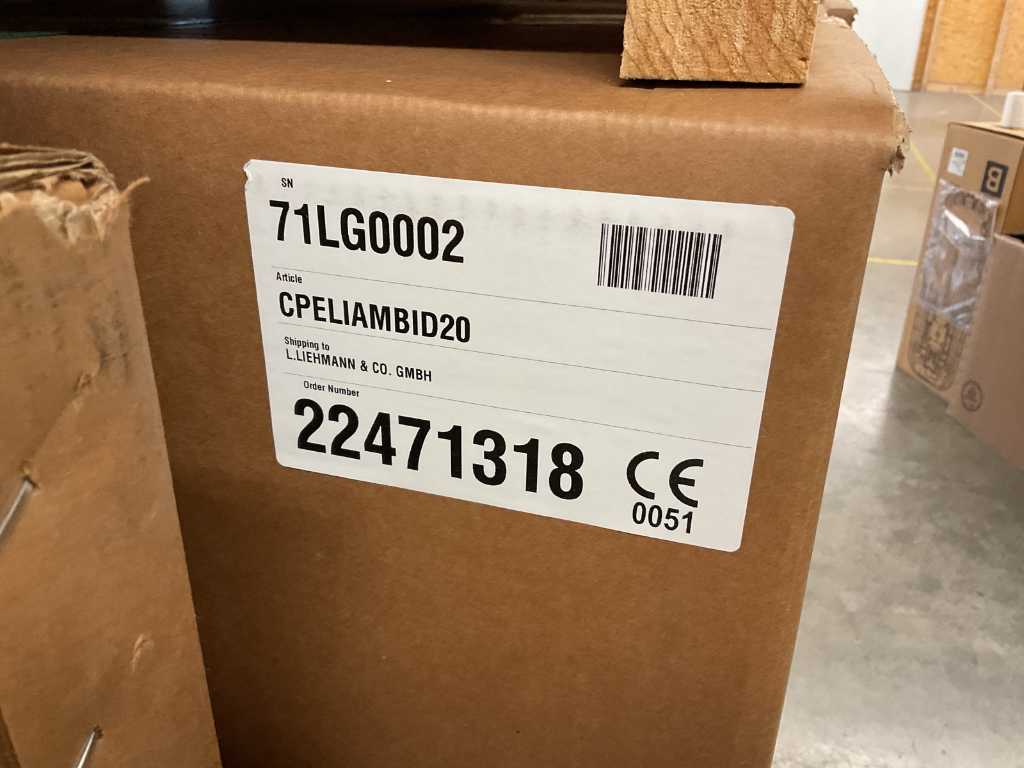 SN
71LG0002
Article
CPELIAMBID20
Shipping to
L.LIEHMANN & CO. GMBH
Order Number
22471318
CE
0051
B